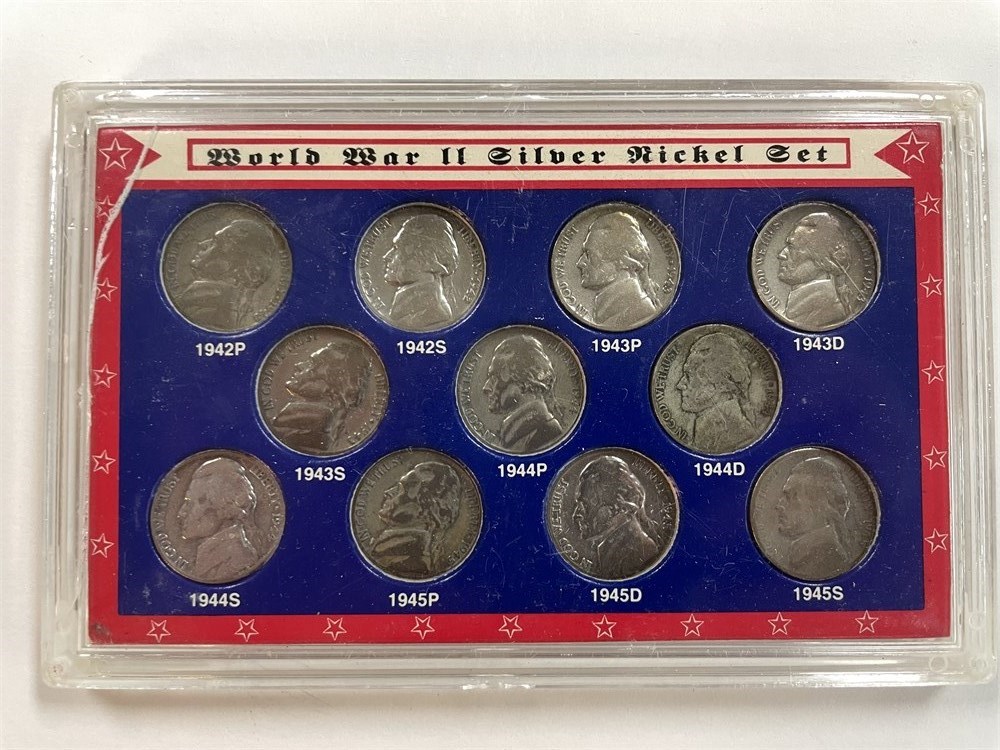 World War II Silver Nickel Set
1942P 1942S 1943P 1943D
1943S 1944P 1944D
1944S 1945P 1945D 1945S